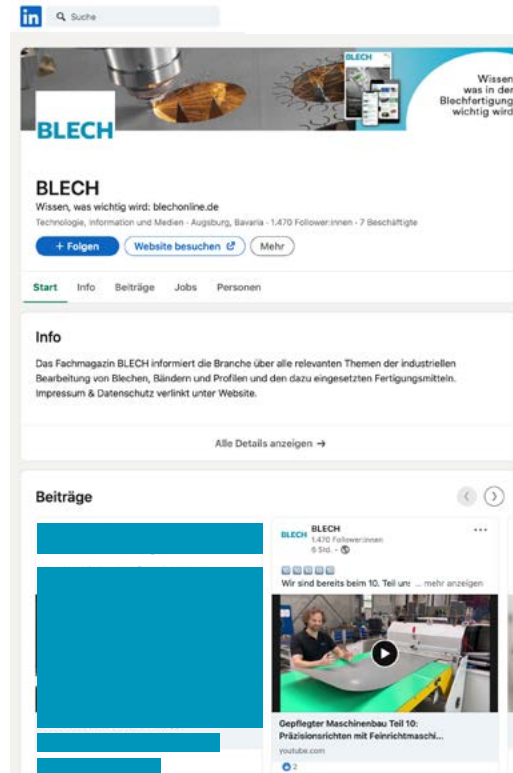 in
Suche
BLECH
Wissen
was in der
Blechfertigung
wichtig wird
BLECH
BLECH
Wissen, was wichtig wird: blechonline.de
Technologie, Information und Medien · Augsburg, Bavaria · 1.470 Follower:innen · 7 Beschäftigte
+ Folgen Website besuchen Mehr
Start Info Beiträge Jobs Personen
Info
Das Fachmagazin BLECH informiert die Branche über alle relevanten Themen der industriellen
Bearbeitung von Blechen, Bändern und Profilen und den dazu eingesetzten Fertigungsmitteln.
Impressum & Datenschutz verlinkt unter Website.
Alle Details anzeigen →
Beiträge
BLECH BLECH
1.470 Follower:innen
6 Std. •
Wir sind bereits beim 10. Teil uns ... mehr anzeigen
Gepflegter Maschinenbau Teil 10:
Präzisionsrichten mit Feinrichtmaschi...
youtube.com
2